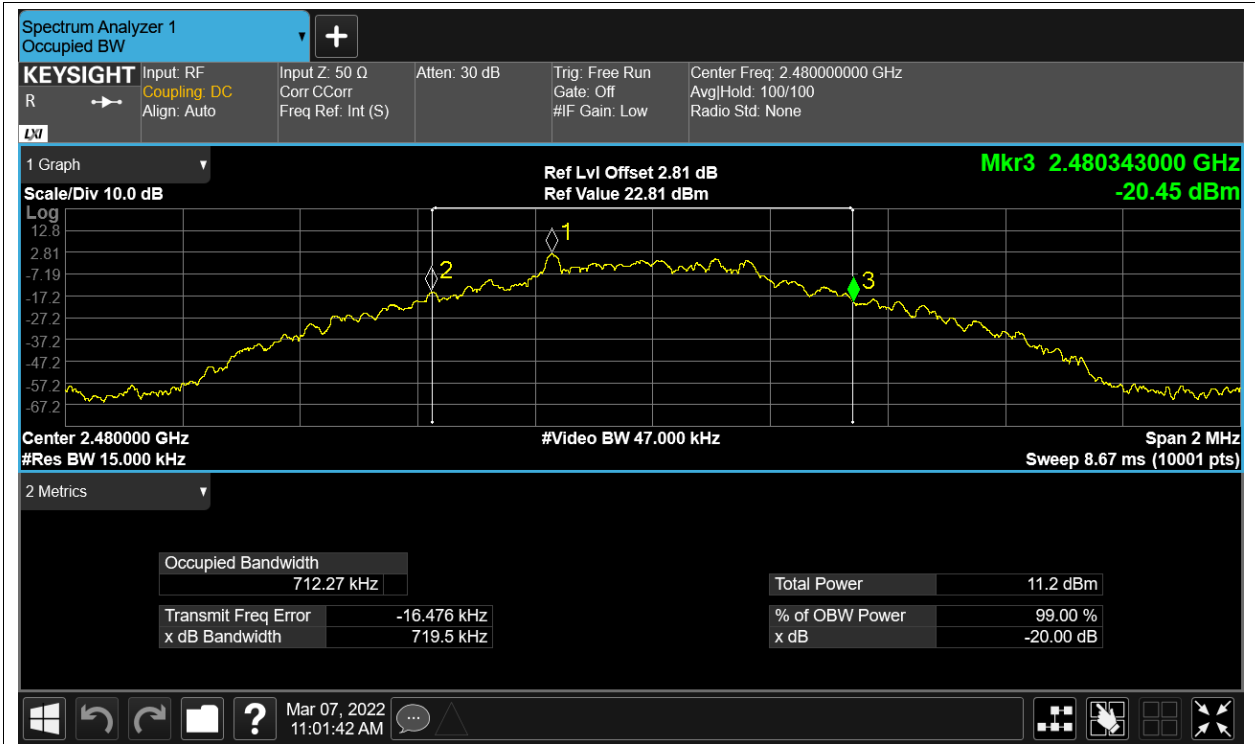 Spectrum Analyzer 1
Occupied BW
KEYSIGHT
R
LXI
Input: RF
Coupling: DC
Align: Auto
Input Z: 50 Ω
Corr CCorr
Freq Ref: Int (S)
Atten: 30 dB
Trig: Free Run
Gate: Off
#IF Gain: Low
Center Freq: 2.480000000 GHz
Avg|Hold: 100/100
Radio Std: None
1 Graph
Scale/Div 10.0 dB
Ref Lvl Offset 2.81 dB
Ref Value 22.81 dBm
Mkr3 2.480343000 GHz
-20.45 dBm
Log
12.8
2.81
-7.19
-17.2
-27.2
-37.2
-47.2
-57.2
-67.2
1
2
3
Center 2.480000 GHz
#Res BW 15.000 kHz
#Video BW 47.000 kHz
Span 2 MHz
Sweep 8.67 ms (10001 pts)
2 Metrics
Occupied Bandwidth
712.27 kHz
Transmit Freq Error -16.476 kHz
x dB Bandwidth 719.5 kHz
Total Power 11.2 dBm
% of OBW Power 99.00 %
x dB -20.00 dB
?
Mar 07, 2022
11:01:42 AM